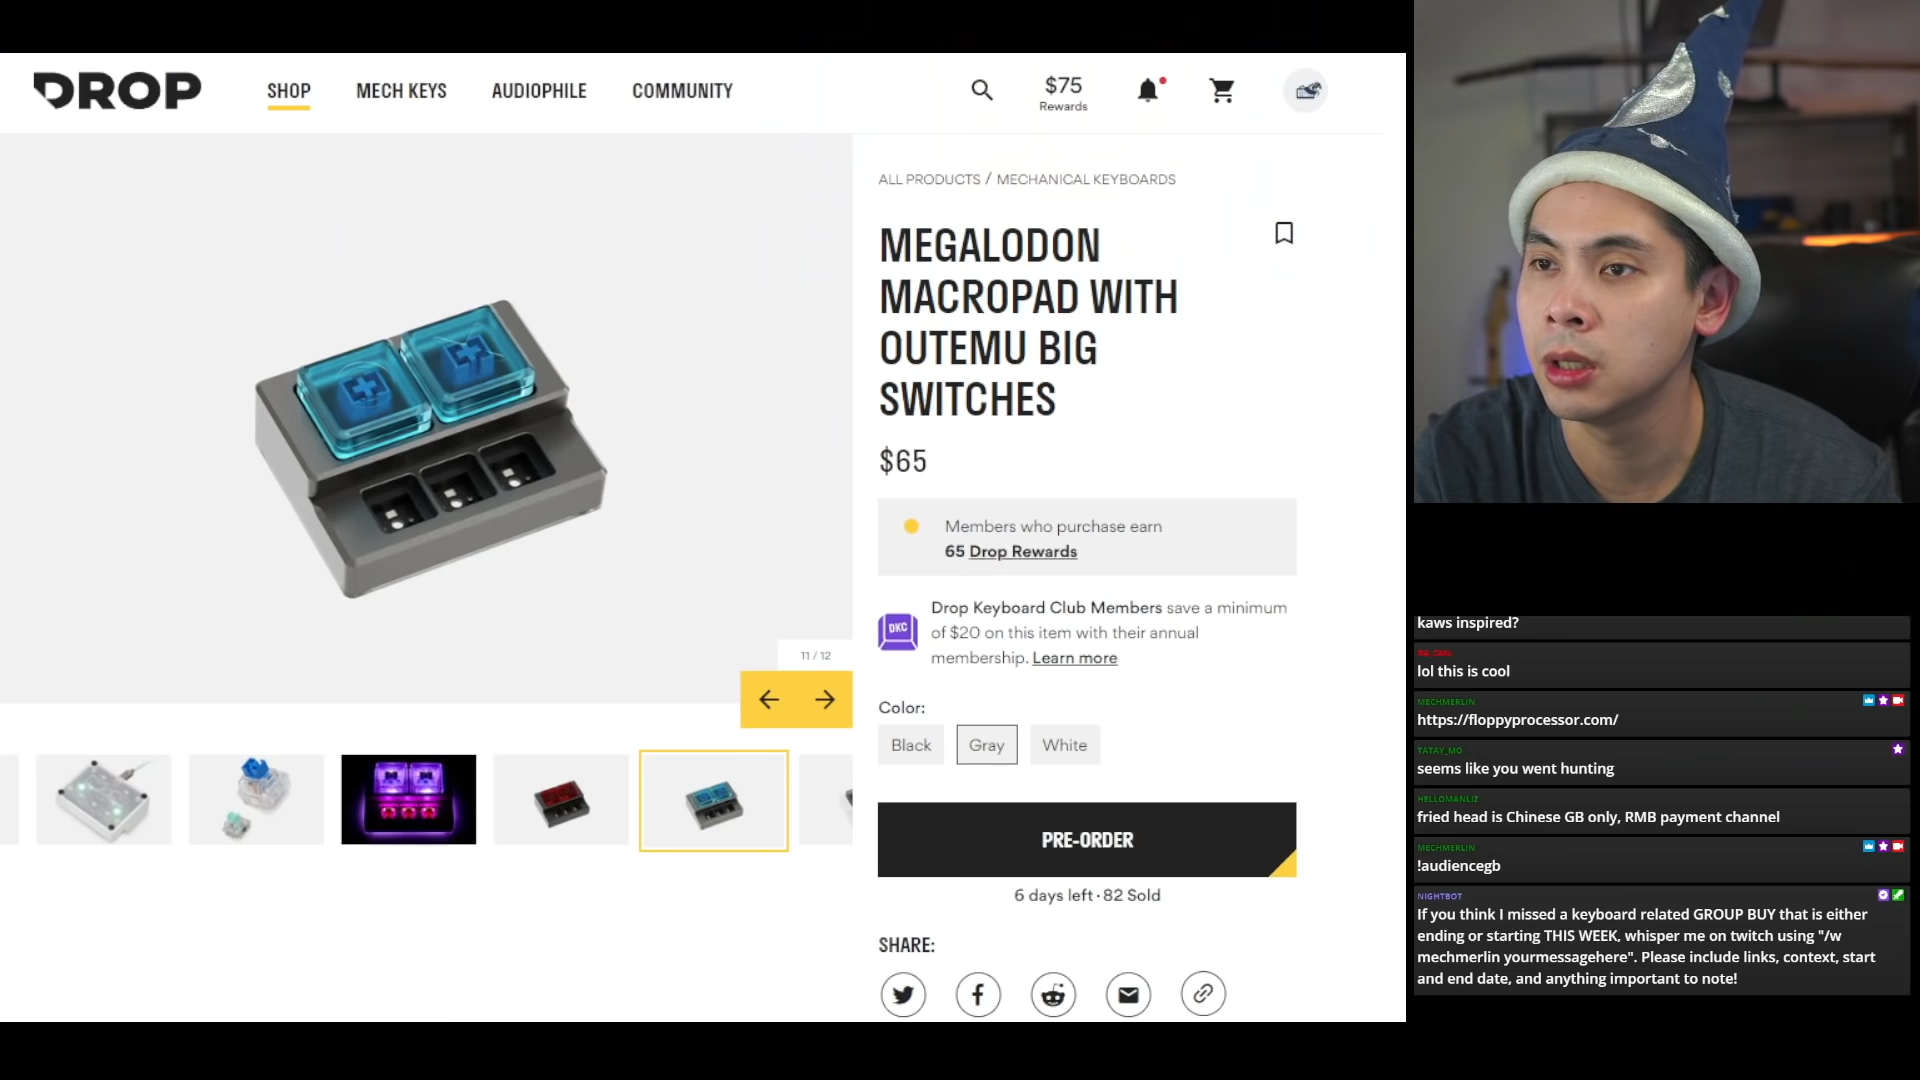 DROP
SHOP
MECH KEYS
AUDIOPHILE
COMMUNITY
$75
Rewards
ALL PRODUCTS / MECHANICAL KEYBOARDS
MEGALODON
MACROPAD WITH
OUTEMU BIG
SWITCHES
$65
Members who purchase earn
65 Drop Rewards
DKC
Drop Keyboard Club Members save a minimum
of $20 on this item with their annual
membership. Learn more
11 / 12
Color:
Black
Gray
White
PRE-ORDER
6 days left · 82 Sold
SHARE:
kaws inspired?
lol this is cool
MECHMERLIN
https://floppyprocessor.com/
TATAY_MO
seems like you went hunting
HELLOMANLIZ
fried head is Chinese GB only, RMB payment channel
MECHMERLIN
!audiencegb
NIGHTBOT
If you think I missed a keyboard related GROUP BUY that is either
ending or starting THIS WEEK, whisper me on twitch using "/w
mechmerlin yourmessagehere". Please include links, context, start
and end date, and anything important to note!